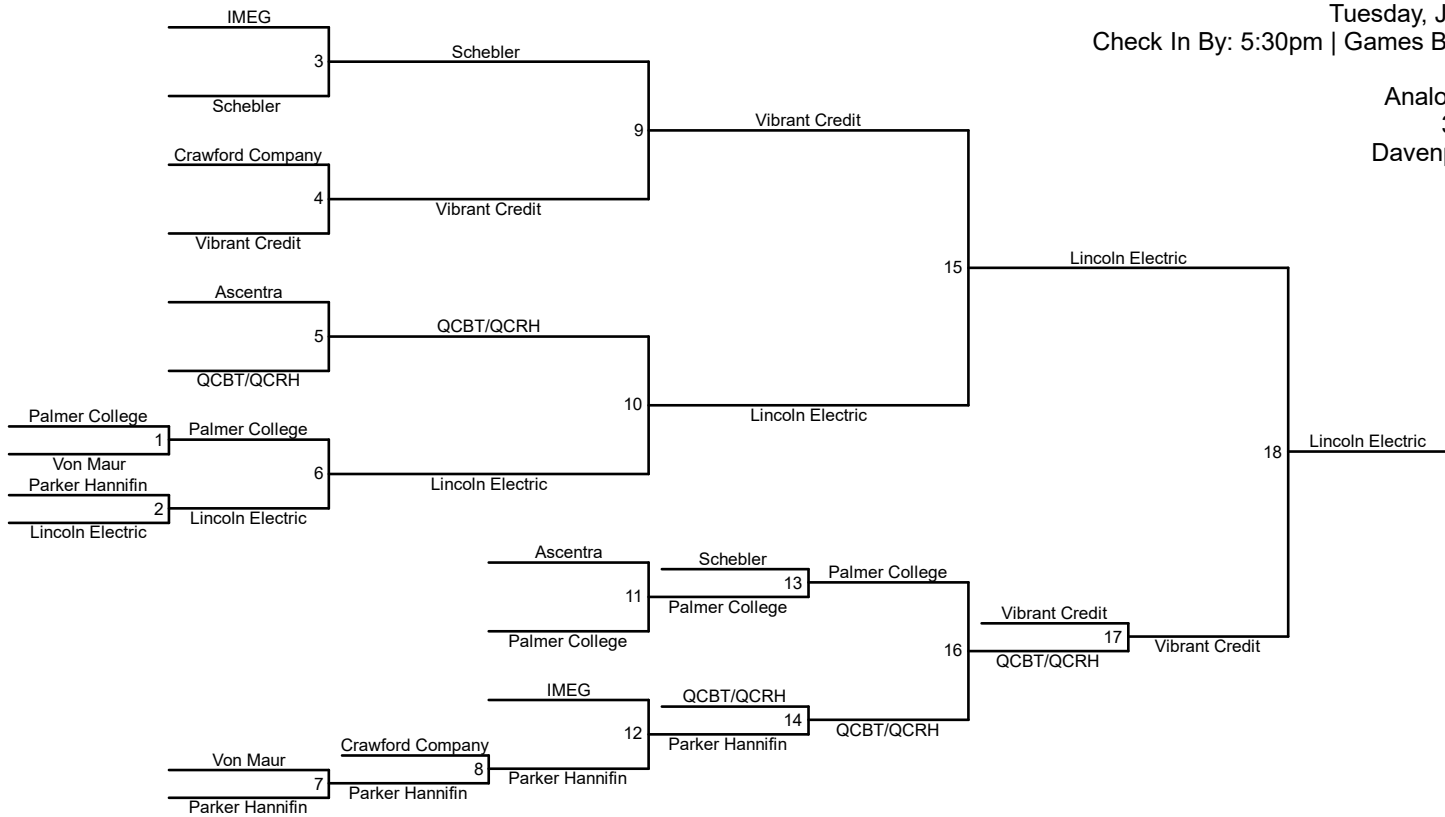 Tuesday, J
Check In By: 5:30pm | Games B
Analo
Davenp
IMEG
3
Schebler
Schebler
Crawford Company
4
Vibrant Credit
Vibrant Credit
9
Vibrant Credit
Ascentra
5
QCBT/QCRH
QCBT/QCRH
Palmer College
1
Von Maur
Palmer College
Parker Hannifin
2
Lincoln Electric
Lincoln Electric
6
Lincoln Electric
10
Lincoln Electric
15
Lincoln Electric
18
Lincoln Electric
Ascentra
11
Palmer College
Schebler
13
Palmer College
Palmer College
IMEG
12
Parker Hannifin
QCBT/QCRH
14
Parker Hannifin
QCBT/QCRH
16
Vibrant Credit
17
QCBT/QCRH
Vibrant Credit
Von Maur
7
Parker Hannifin
Crawford Company
8
Parker Hannifin